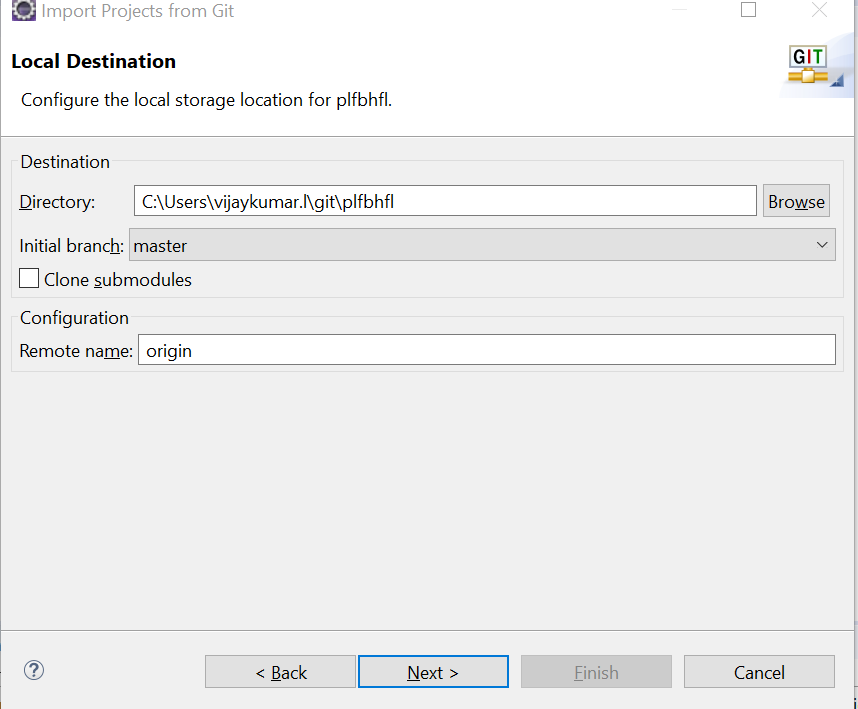 Import Projects from Git
Local Destination
GIT
Configure the local storage location for plfbhfl.
Destination
Directory: C:\Users\vijaykumar.l\git\plfbhfl Browse
Initial branch: master
Clone submodules
Configuration
Remote name: origin
? < Back Next > Finish Cancel